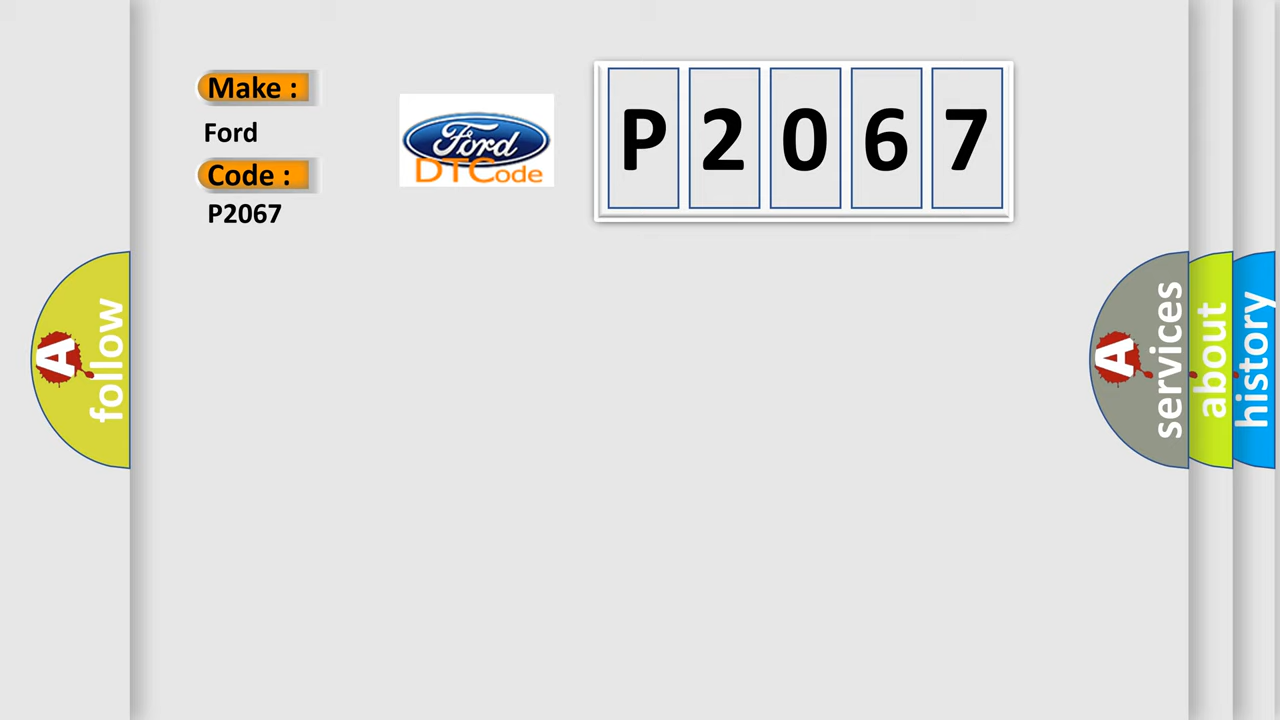 Make :
Ford
Code :
P2067
Ford
DTCode
P 2 0 6 7
A follow
A services
about
history